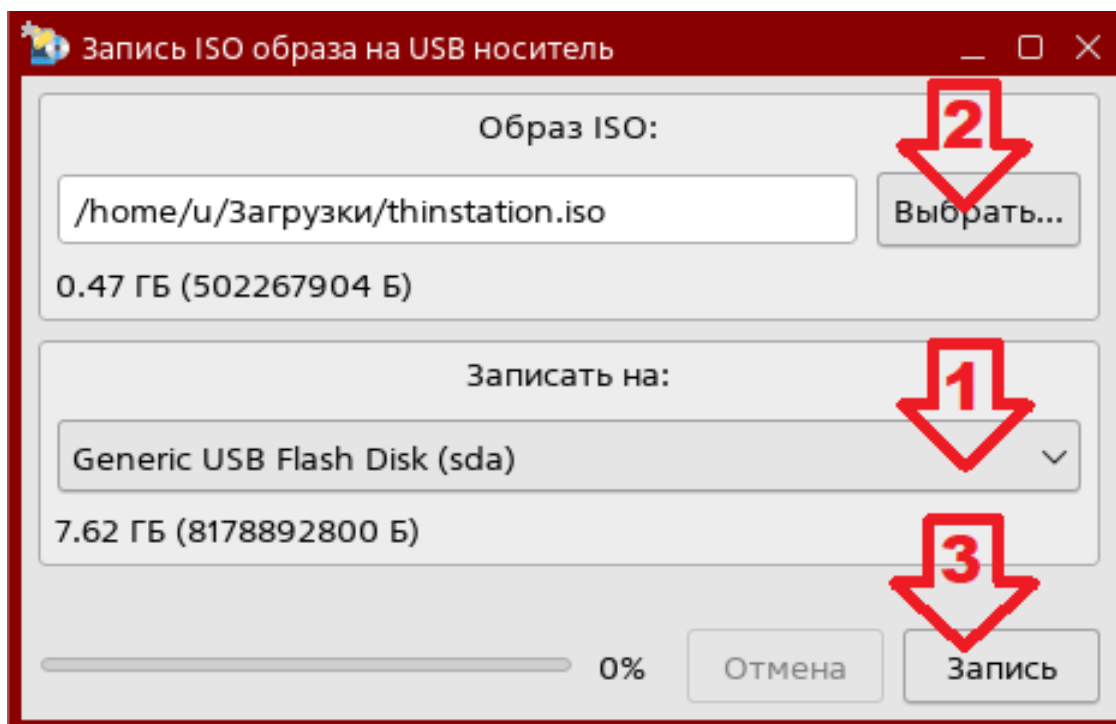 Запись ISO образа на USB носитель
Образ ISO:
2
/home/u/Загрузки/thinstation.iso
Выбрать...
0.47 ГБ (502267904 Б)
Записать на:
1
Generic USB Flash Disk (sda)
7.62 ГБ (8178892800 Б)
3
0%
Отмена
Запись